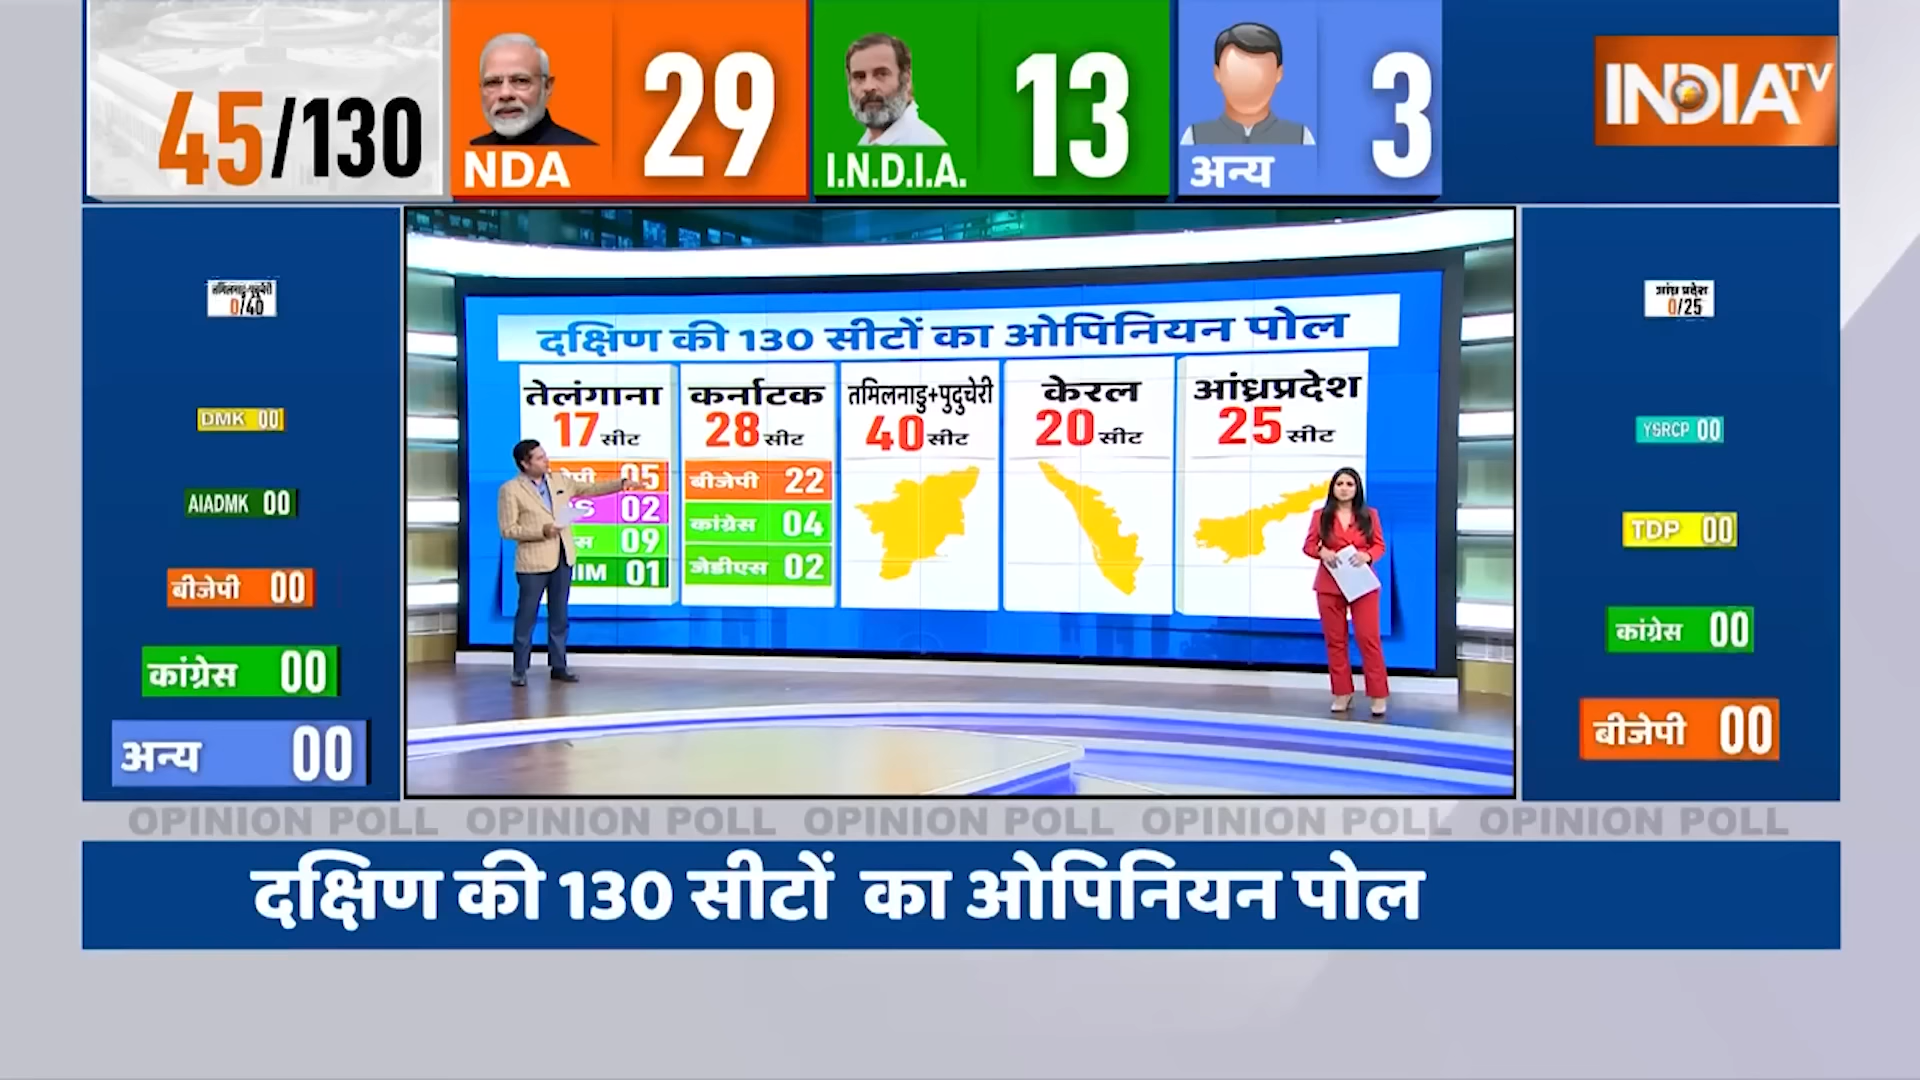 45/130
NDA 29
I.N.D.I.A. 13
अन्य 3
INDIA TV
तमिलनाडु+पुदुचेरी
0/40
DMK 00
AIADMK 00
बीजेपी 00
कांग्रेस 00
अन्य 00
दक्षिण की 130 सीटों का ओपिनियन पोल
तेलंगाना
17 सीट
05
02
09
01
कर्नाटक
28 सीट
बीजेपी 22
कांग्रेस 04
जेडीएस 02
तमिलनाडु+पुदुचेरी
40 सीट
केरल
20 सीट
आंध्रप्रदेश
25 सीट
आंध्र प्रदेश
0/25
YSRCP 00
TDP 00
कांग्रेस 00
बीजेपी 00
OPINION POLL OPINION POLL OPINION POLL OPINION POLL OPINION POLL
दक्षिण की 130 सीटों का ओपिनियन पोल